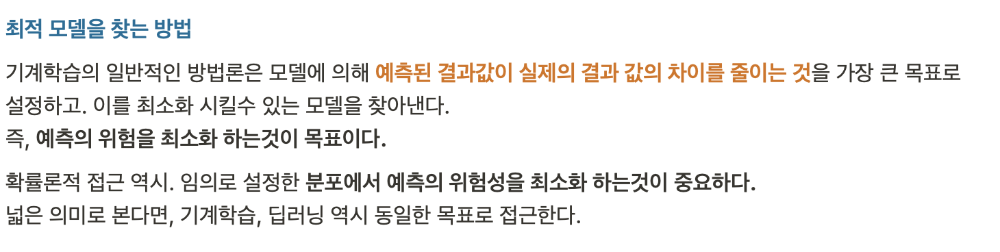 최적 모델을 찾는 방법
기계학습의 일반적인 방법론은 모델에 의해 예측된 결과값이 실제의 결과 값의 차이를 줄이는 것을 가장 큰 목표로
설정하고. 이를 최소화 시킬수 있는 모델을 찾아낸다.
즉, 예측의 위험을 최소화 하는것이 목표이다.
확률론적 접근 역시. 임의로 설정한 분포에서 예측의 위험성을 최소화 하는것이 중요하다.
넓은 의미로 본다면, 기계학습, 딥러닝 역시 동일한 목표로 접근한다.